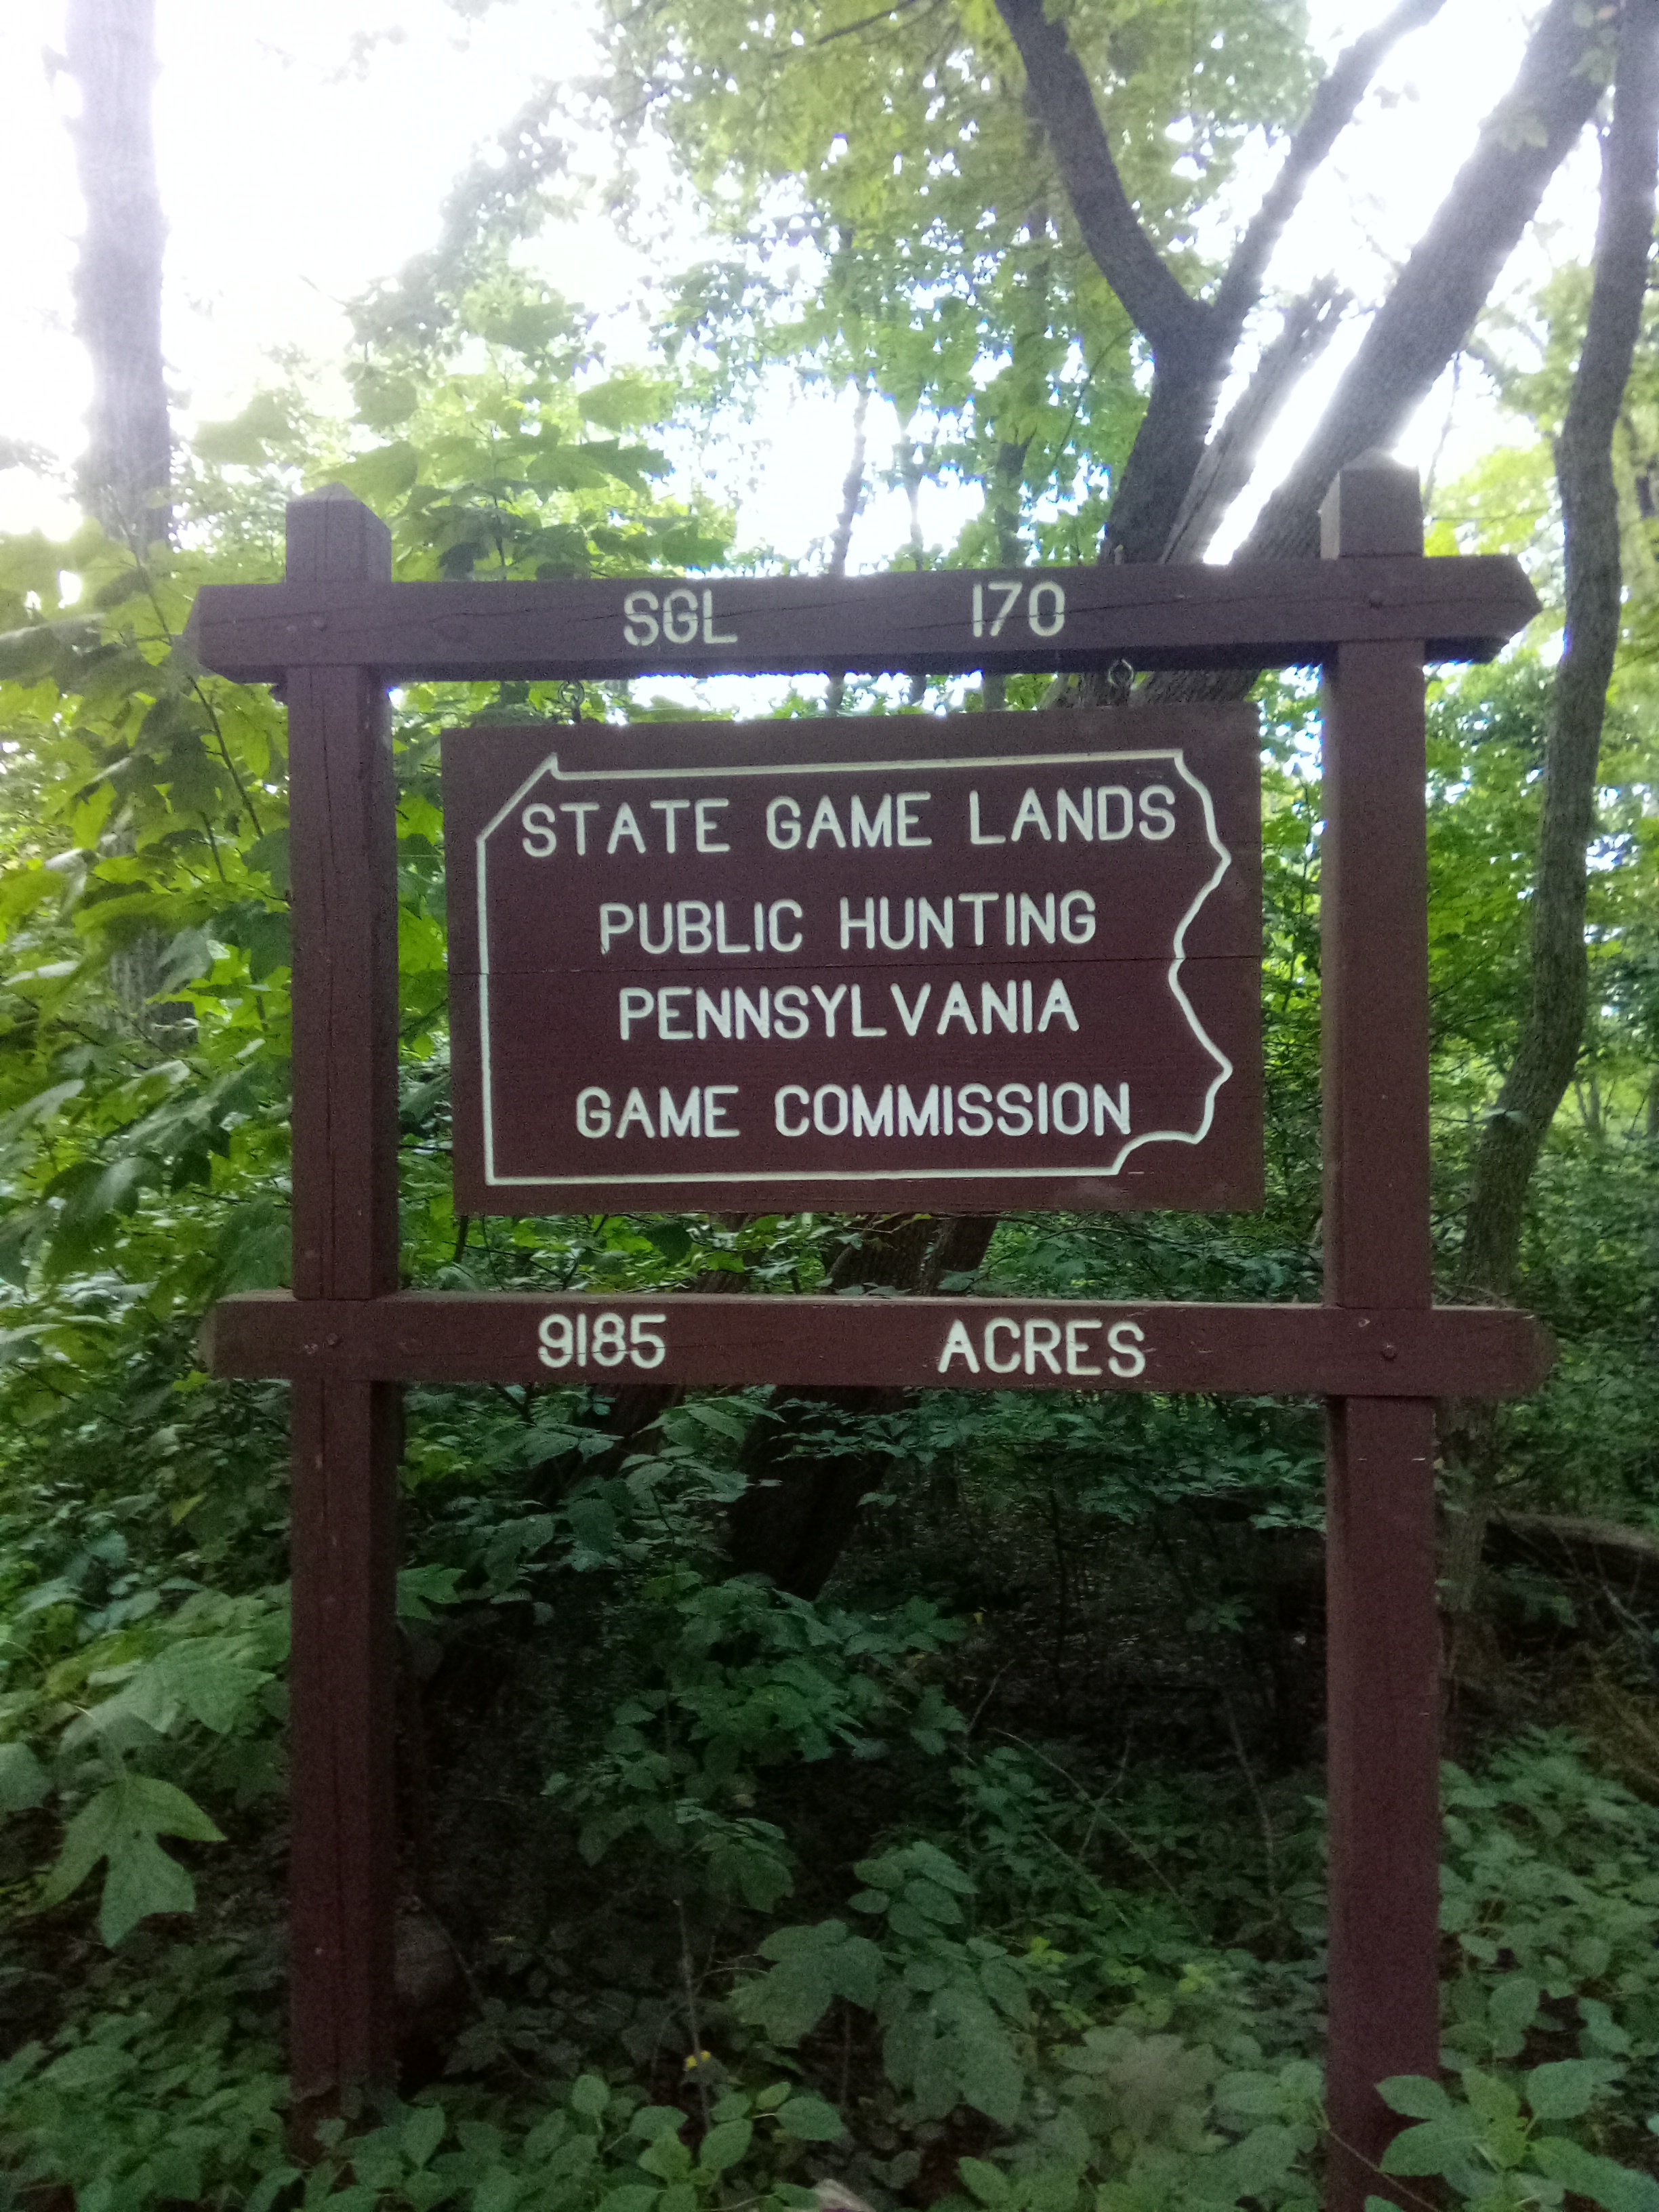 SGL 170
STATE GAME LANDS
PUBLIC HUNTING
PENNSYLVANIA
GAME COMMISSION
9185 ACRES